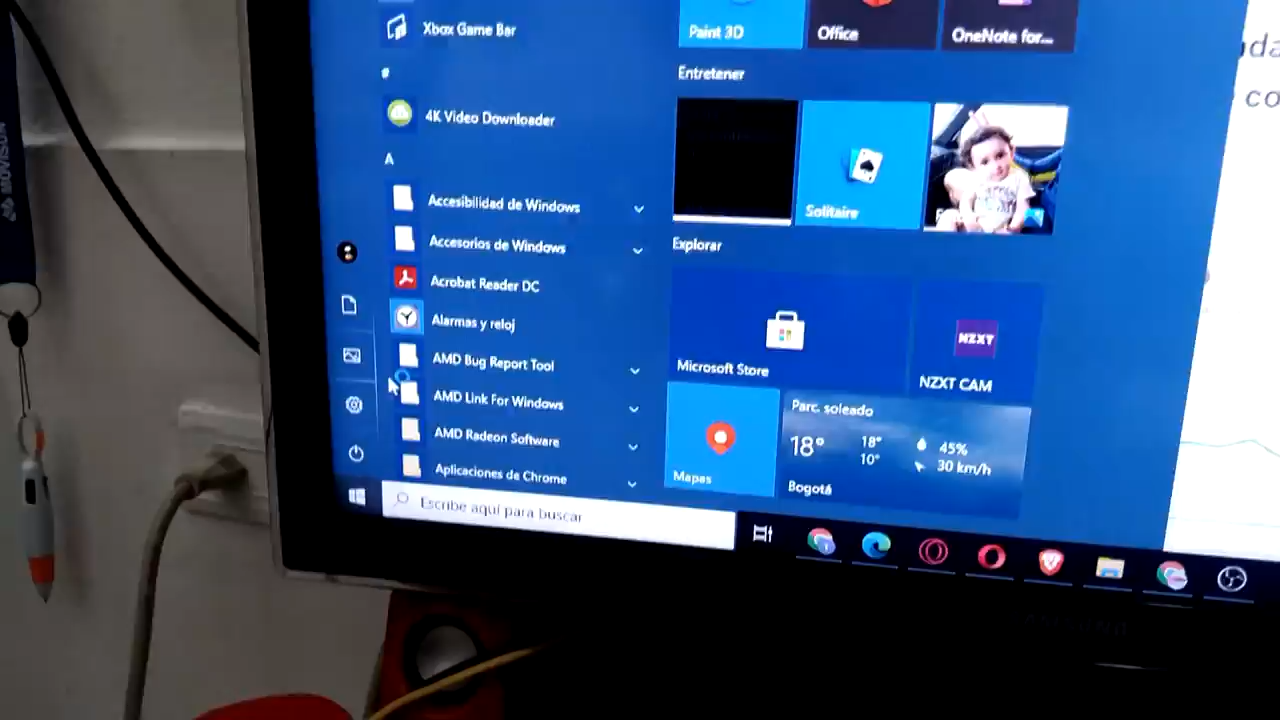 Xbox Game Bar
Paint 3D
Office
OneNote for...
#
Entretener
4K Video Downloader
A
Accesibilidad de Windows
Solitaire
Accesorios de Windows
Explorar
Acrobat Reader DC
Alarmas y reloj
NZXT
AMD Bug Report Tool
Microsoft Store
NZXT CAM
AMD Link For Windows
Parc. soleado
AMD Radeon Software
18°
18°
10°
45%
30 km/h
Aplicaciones de Chrome
Mapas
Bogotá
Escribe aquí para buscar
MOVISUN
co